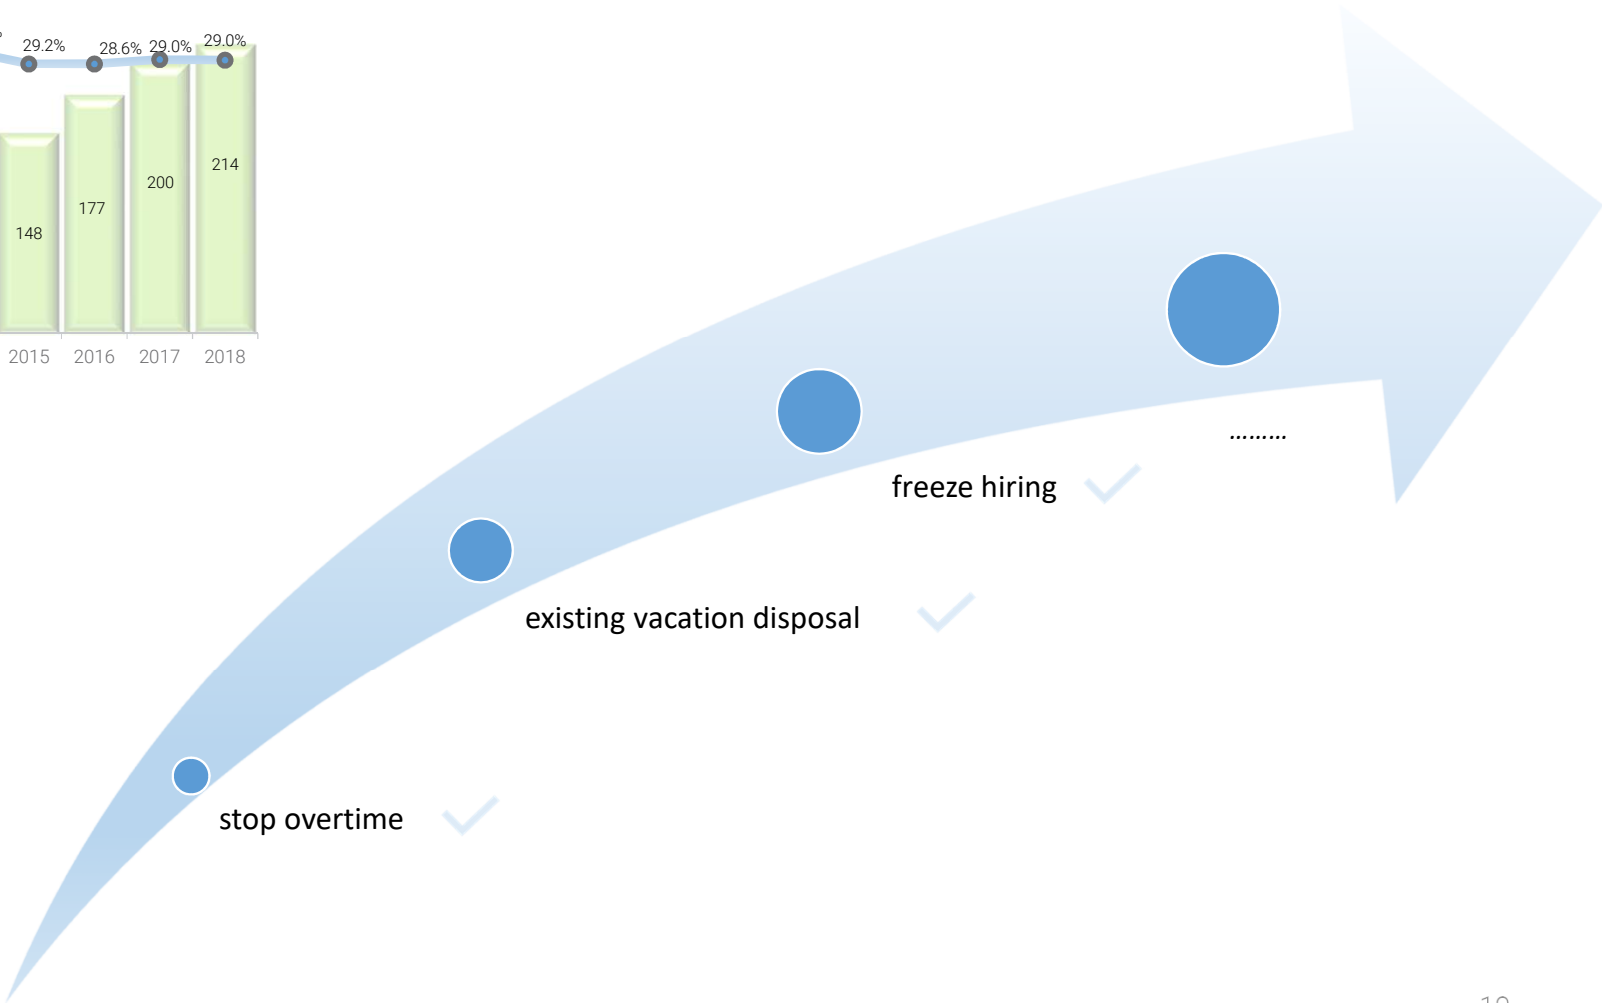 29.2% 28.6% 29.0% 29.0%
148 177 200 214
2015 2016 2017 2018
………
freeze hiring
existing vacation disposal
stop overtime